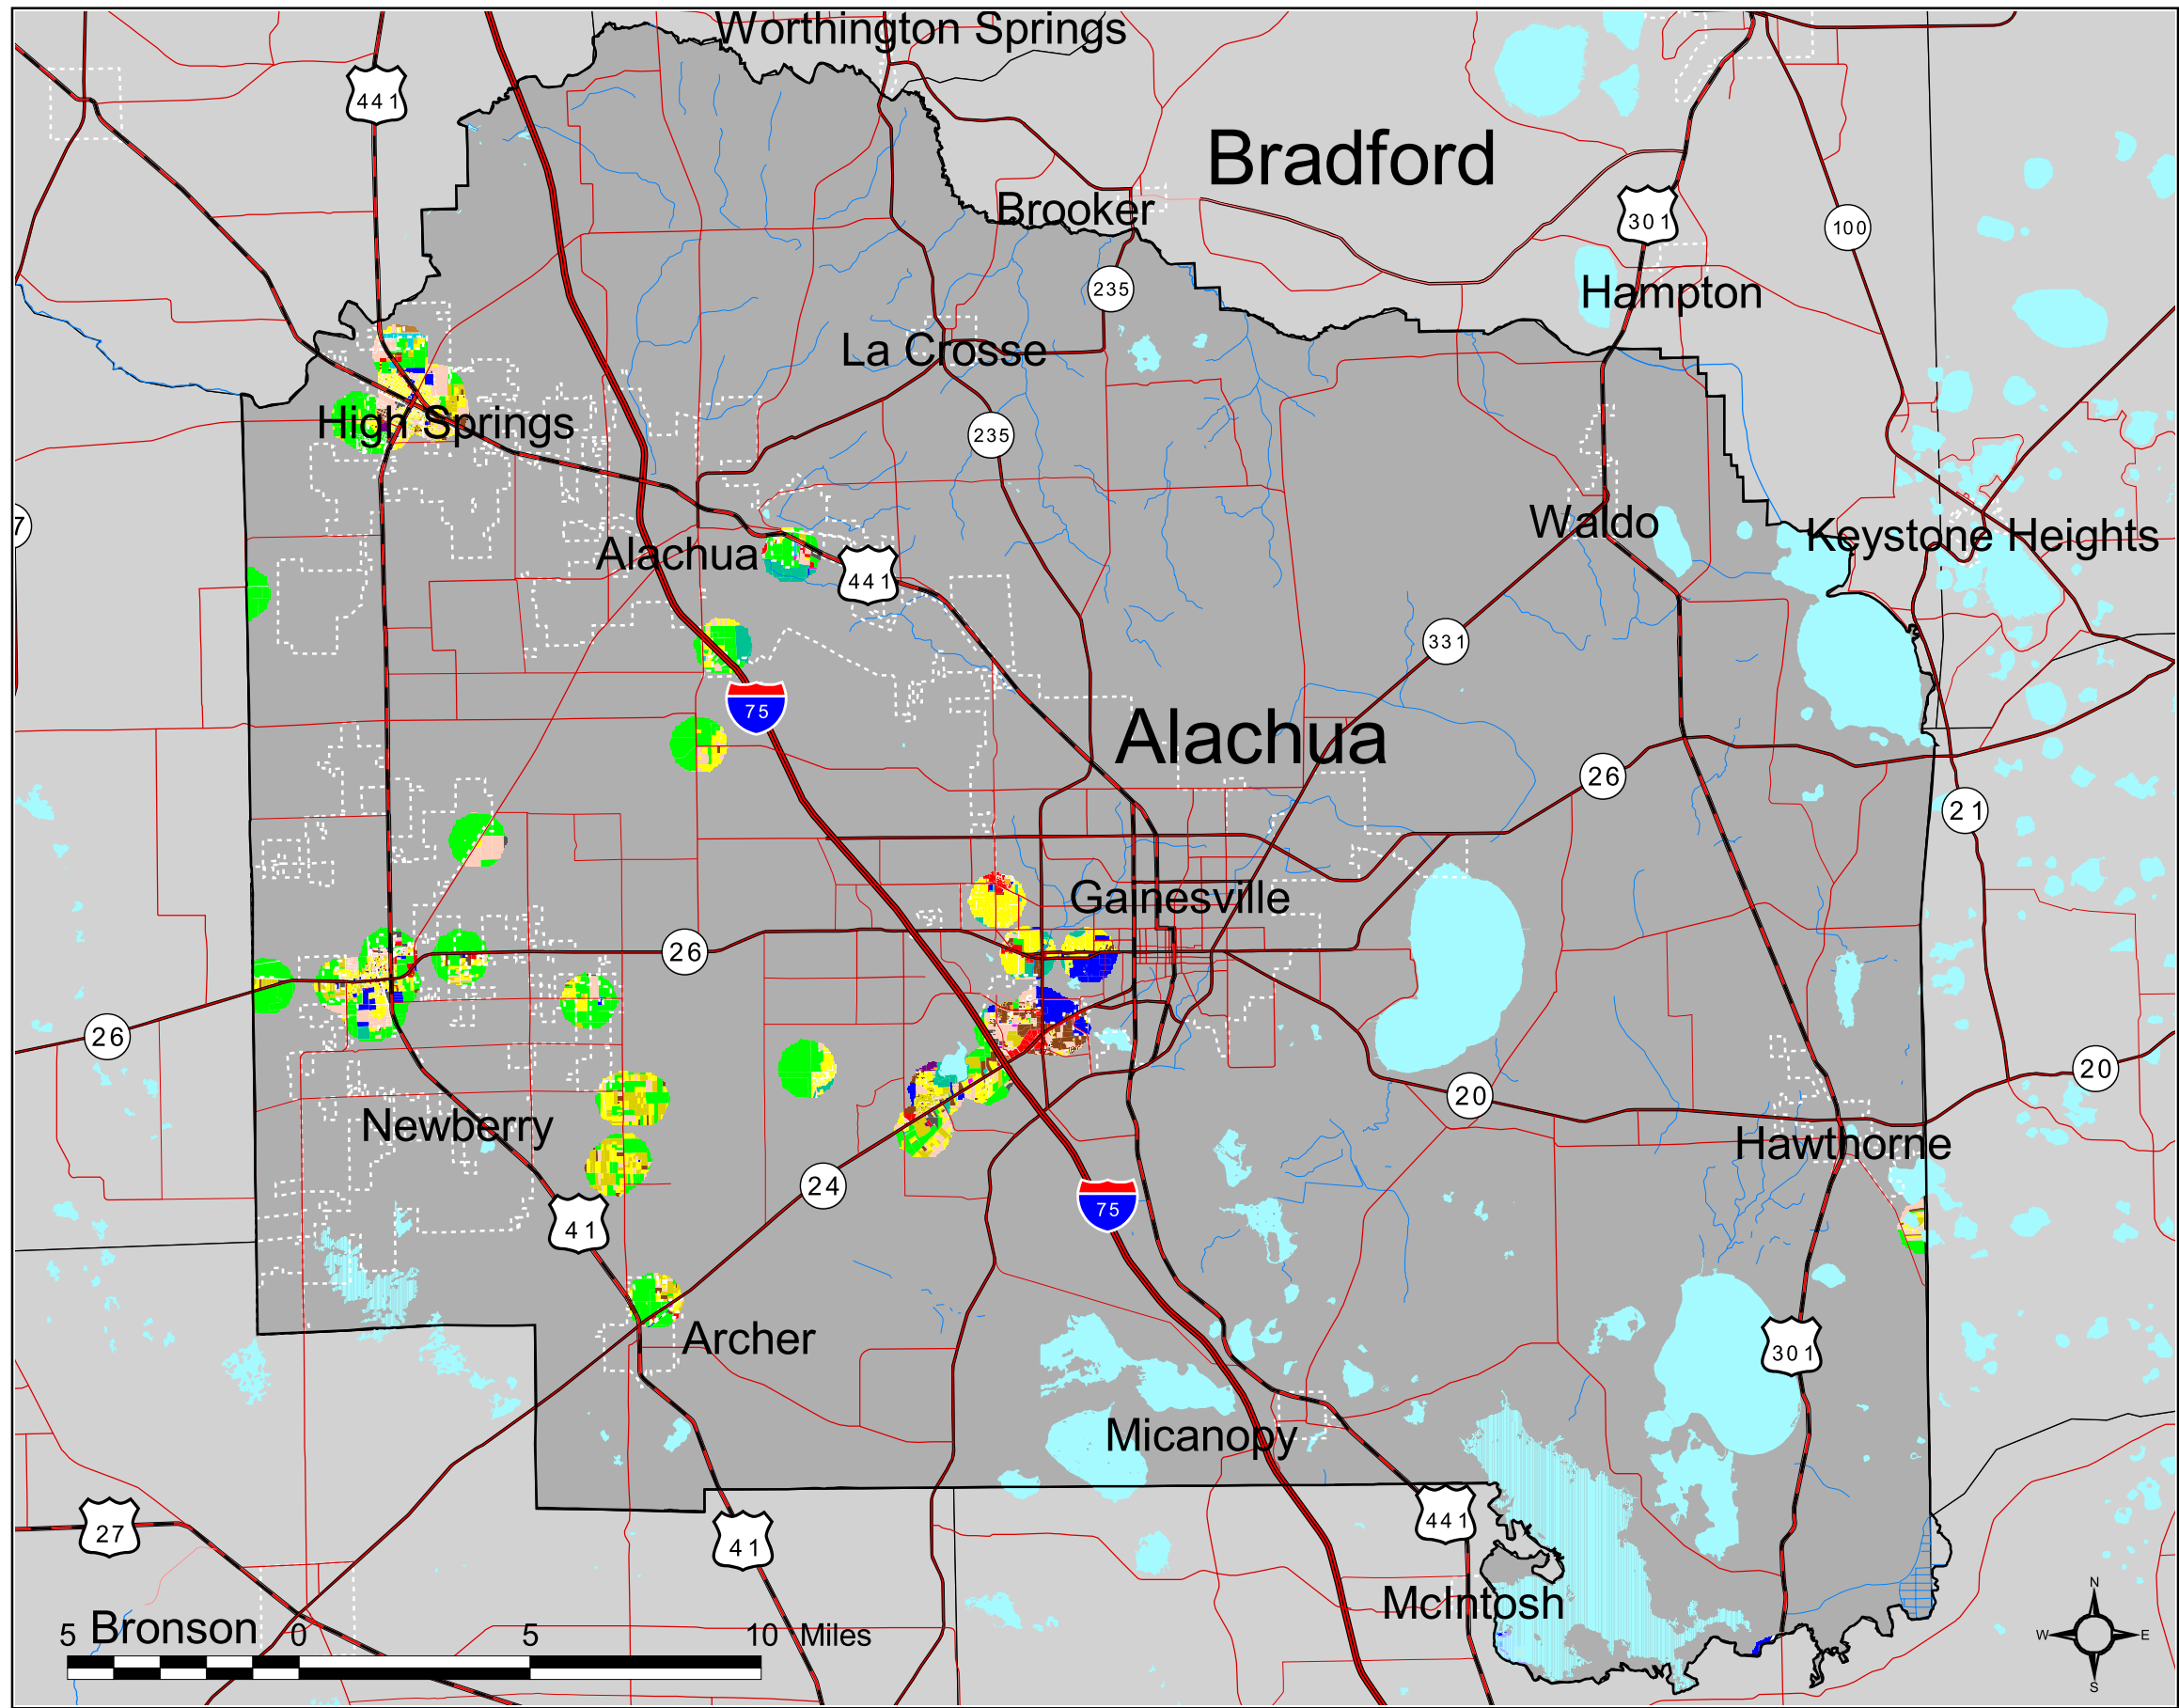 Worthington Springs
441
Bradford
Brooker
301
100
235
Hampton
La Crosse
High Springs
235
7
Waldo
Keystone Heights
Alachua
441
331
75
Alachua
26
21
Gainesville
26
26
20
20
Newberry
Hawthorne
24
75
41
Archer
301
Micanopy
27
41
441
McIntosh
Bronson
5 0 5 10 Miles
N
W E
S